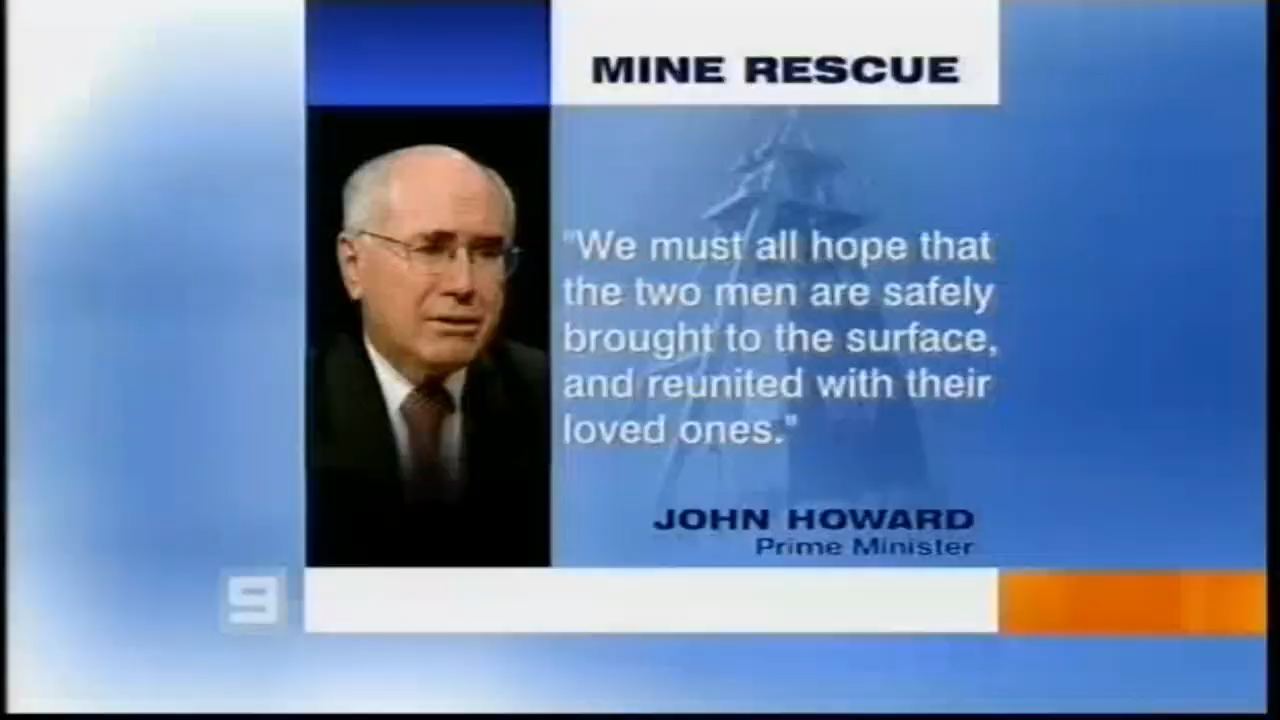 MINE RESCUE
"We must all hope that
the two men are safely
brought to the surface,
and reunited with their
loved ones."
JOHN HOWARD
Prime Minister
9